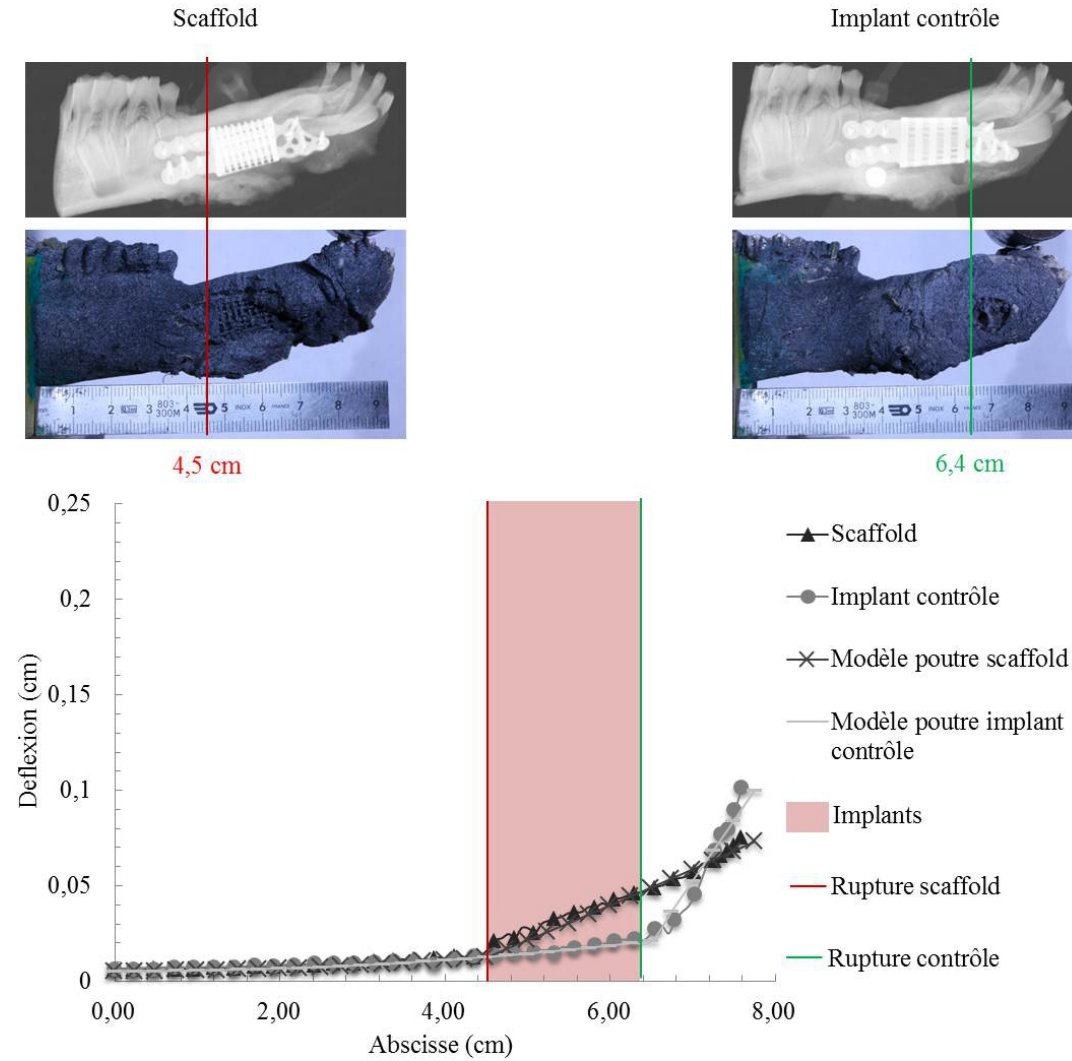 Scaffold
Implant contrôle
1 2 3 4 5 6 7 8 9
803-
300M
INOX
FRANCE
1 2 3 4 5 6 7 8 9
803-
300M
INOX
FRANCE
4,5 cm
6,4 cm
0,25
0,2
0,15
0,1
0,05
0
Deflexion (cm)
0,00 2,00 4,00 6,00 8,00
Abscisse (cm)
Scaffold
Implant contrôle
Modèle poutre scaffold
Modèle poutre implant
contrôle
Implants
Rupture scaffold
Rupture contrôle